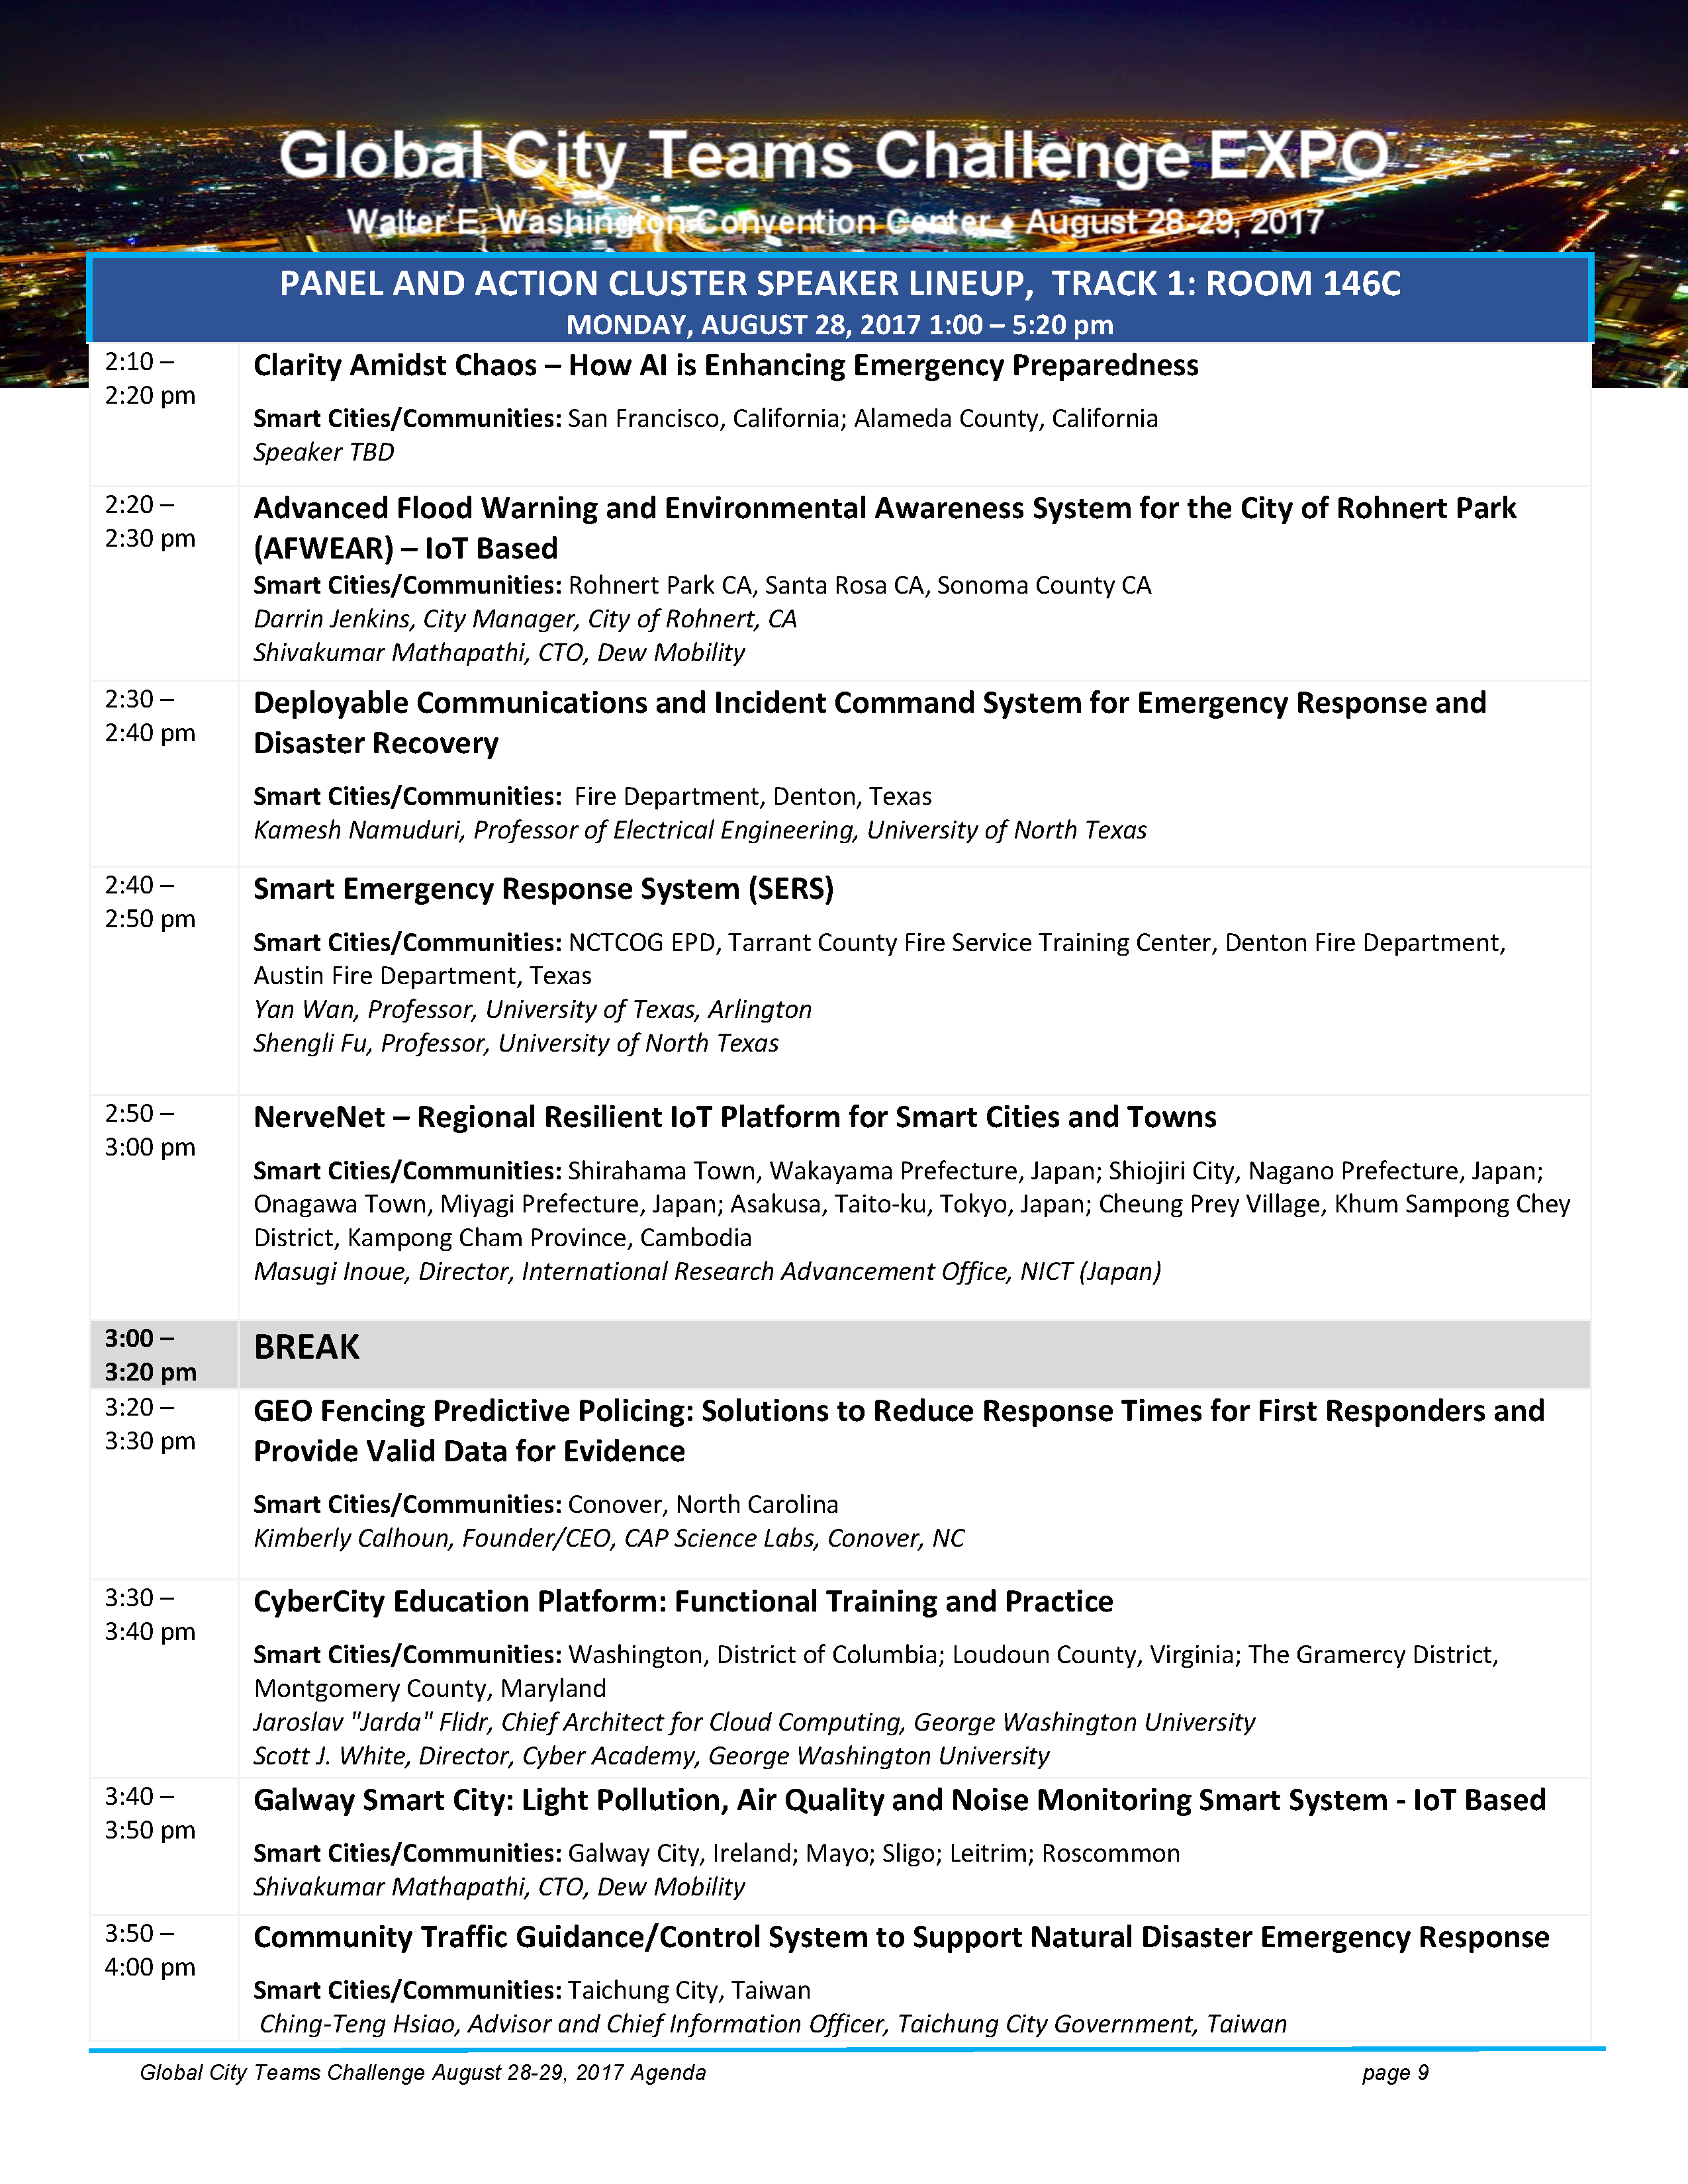 Global City Teams Challenge EXPO
Walter E. Washington Convention Center ♦ August 28-29, 2017
PANEL AND ACTION CLUSTER SPEAKER LINEUP,  TRACK 1: ROOM 146C
MONDAY, AUGUST 28, 2017 1:00 – 5:20 pm
2:10 –
2:20 pm
Clarity Amidst Chaos – How AI is Enhancing Emergency Preparedness
Smart Cities/Communities: San Francisco, California; Alameda County, California
Speaker TBD
2:20 –
2:30 pm
Advanced Flood Warning and Environmental Awareness System for the City of Rohnert Park
(AFWEAR) – IoT Based
Smart Cities/Communities: Rohnert Park CA, Santa Rosa CA, Sonoma County CA
Darrin Jenkins, City Manager, City of Rohnert, CA
Shivakumar Mathapathi, CTO, Dew Mobility
2:30 –
2:40 pm
Deployable Communications and Incident Command System for Emergency Response and
Disaster Recovery
Smart Cities/Communities:  Fire Department, Denton, Texas
Kamesh Namuduri, Professor of Electrical Engineering, University of North Texas
2:40 –
2:50 pm
Smart Emergency Response System (SERS)
Smart Cities/Communities: NCTCOG EPD, Tarrant County Fire Service Training Center, Denton Fire Department,
Austin Fire Department, Texas
Yan Wan, Professor, University of Texas, Arlington
Shengli Fu, Professor, University of North Texas
2:50 –
3:00 pm
NerveNet – Regional Resilient IoT Platform for Smart Cities and Towns
Smart Cities/Communities: Shirahama Town, Wakayama Prefecture, Japan; Shiojiri City, Nagano Prefecture, Japan;
Onagawa Town, Miyagi Prefecture, Japan; Asakusa, Taito-ku, Tokyo, Japan; Cheung Prey Village, Khum Sampong Chey
District, Kampong Cham Province, Cambodia
Masugi Inoue, Director, International Research Advancement Office, NICT (Japan)
3:00 –
3:20 pm
BREAK
3:20 –
3:30 pm
GEO Fencing Predictive Policing: Solutions to Reduce Response Times for First Responders and
Provide Valid Data for Evidence
Smart Cities/Communities: Conover, North Carolina
Kimberly Calhoun, Founder/CEO, CAP Science Labs, Conover, NC
3:30 –
3:40 pm
CyberCity Education Platform: Functional Training and Practice
Smart Cities/Communities: Washington, District of Columbia; Loudoun County, Virginia; The Gramercy District,
Montgomery County, Maryland
Jaroslav "Jarda" Flidr, Chief Architect for Cloud Computing, George Washington University
Scott J. White, Director, Cyber Academy, George Washington University
3:40 –
3:50 pm
Galway Smart City: Light Pollution, Air Quality and Noise Monitoring Smart System - IoT Based
Smart Cities/Communities: Galway City, Ireland; Mayo; Sligo; Leitrim; Roscommon
Shivakumar Mathapathi, CTO, Dew Mobility
3:50 –
4:00 pm
Community Traffic Guidance/Control System to Support Natural Disaster Emergency Response
Smart Cities/Communities: Taichung City, Taiwan
Ching-Teng Hsiao, Advisor and Chief Information Officer, Taichung City Government, Taiwan
Global City Teams Challenge August 28-29, 2017 Agenda
page 9